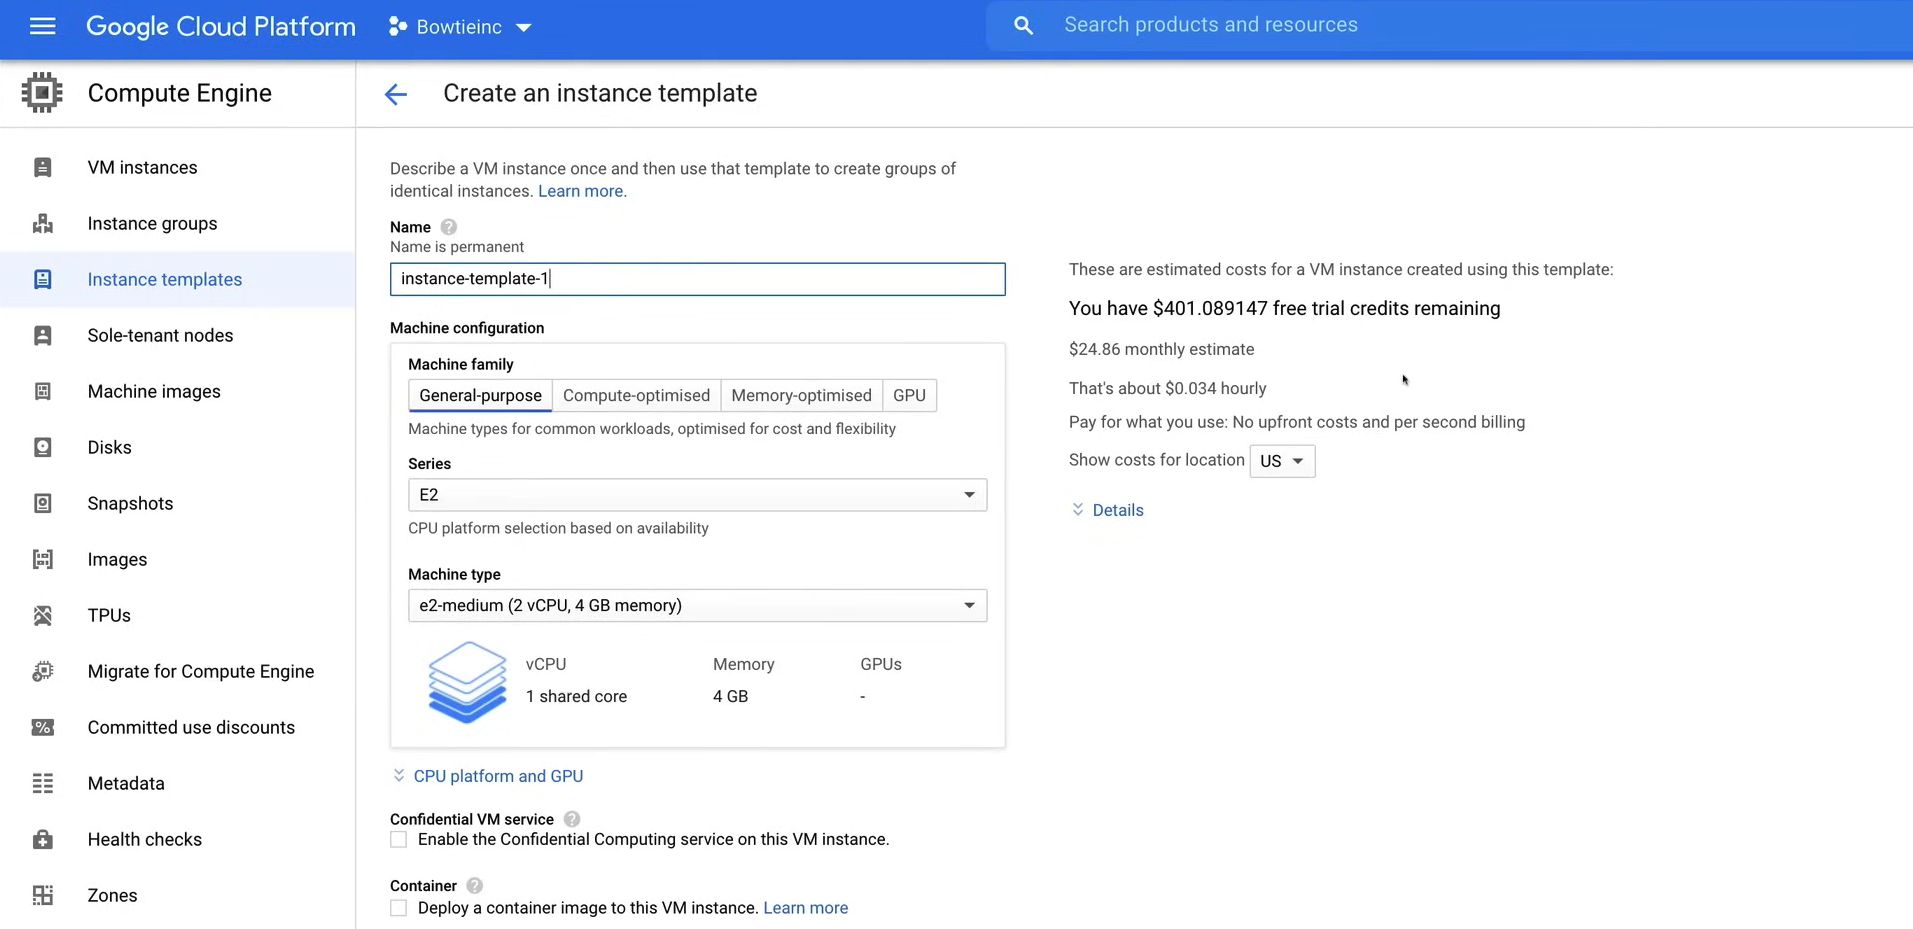 Google Cloud Platform
Bowtieinc
Search products and resources
Compute Engine
Create an instance template
VM instances
Instance groups
Instance templates
Sole-tenant nodes
Machine images
Disks
Snapshots
Images
TPUs
Migrate for Compute Engine
Committed use discounts
Metadata
Health checks
Zones
Describe a VM instance once and then use that template to create groups of
identical instances. Learn more.
Name ?
Name is permanent
instance-template-1
Machine configuration
Machine family
General-purpose Compute-optimised Memory-optimised GPU
Machine types for common workloads, optimised for cost and flexibility
Series
E2
CPU platform selection based on availability
Machine type
e2-medium (2 vCPU, 4 GB memory)
vCPU Memory GPUs
1 shared core 4 GB -
CPU platform and GPU
Confidential VM service ?
Enable the Confidential Computing service on this VM instance.
Container ?
Deploy a container image to this VM instance. Learn more
These are estimated costs for a VM instance created using this template:
You have $401.089147 free trial credits remaining
$24.86 monthly estimate
That's about $0.034 hourly
Pay for what you use: No upfront costs and per second billing
Show costs for location US
Details